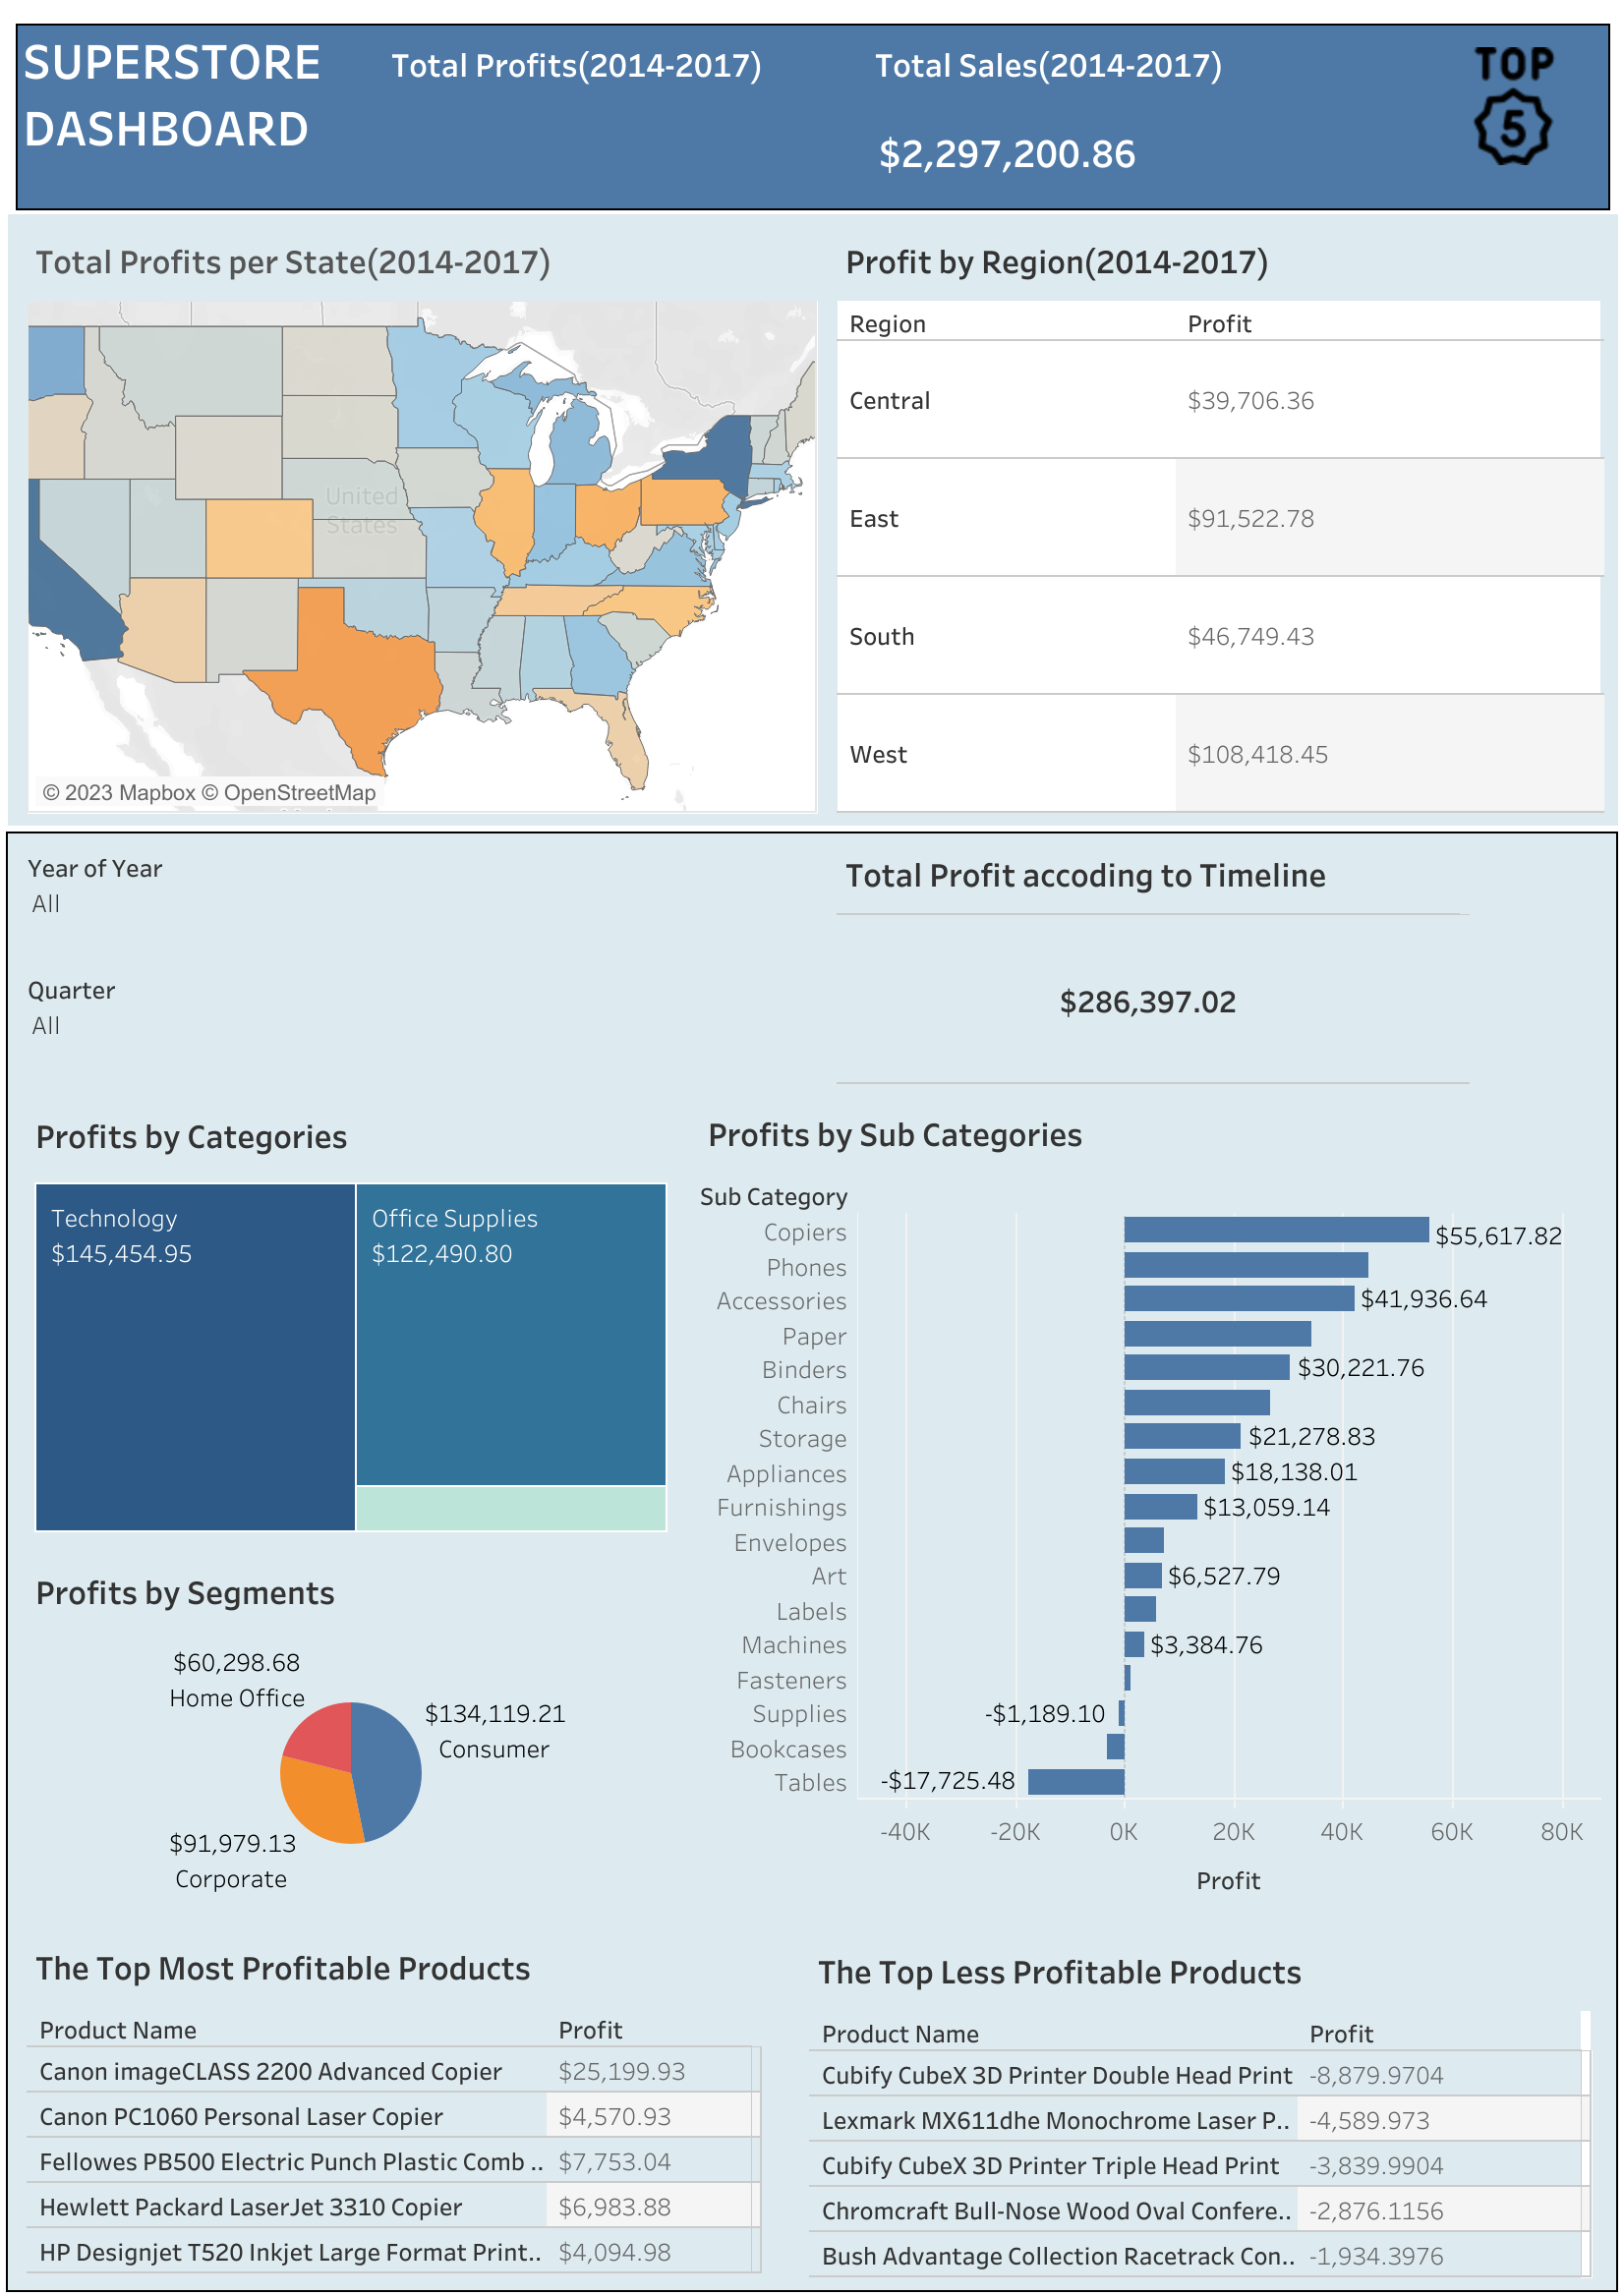 SUPERSTORE
DASHBOARD
Total Profits(2014-2017)
Total Sales(2014-2017)
$2,297,200.86
TOP
5
Total Profits per State(2014-2017)
United
States
© 2023 Mapbox © OpenStreetMap
Profit by Region(2014-2017)
Region Profit
Central $39,706.36
East $91,522.78
South $46,749.43
West $108,418.45
Year of Year
All
Quarter
All
Total Profit accoding to Timeline
$286,397.02
Profits by Categories
Technology
$145,454.95
Office Supplies
$122,490.80
Profits by Segments
$60,298.68
Home Office
$134,119.21
Consumer
$91,979.13
Corporate
Profits by Sub Categories
Sub Category
Copiers $55,617.82
Phones
Accessories $41,936.64
Paper
Binders $30,221.76
Chairs
Storage $21,278.83
Appliances $18,138.01
Furnishings $13,059.14
Envelopes
Art $6,527.79
Labels
Machines $3,384.76
Fasteners
Supplies -$1,189.10
Bookcases
Tables -$17,725.48
-40K -20K 0K 20K 40K 60K 80K
Profit
The Top Most Profitable Products
Product Name Profit
Canon imageCLASS 2200 Advanced Copier $25,199.93
Canon PC1060 Personal Laser Copier $4,570.93
Fellowes PB500 Electric Punch Plastic Comb .. $7,753.04
Hewlett Packard LaserJet 3310 Copier $6,983.88
HP Designjet T520 Inkjet Large Format Print.. $4,094.98
The Top Less Profitable Products
Product Name Profit
Cubify CubeX 3D Printer Double Head Print -8,879.9704
Lexmark MX611dhe Monochrome Laser P.. -4,589.973
Cubify CubeX 3D Printer Triple Head Print -3,839.9904
Chromcraft Bull-Nose Wood Oval Confere.. -2,876.1156
Bush Advantage Collection Racetrack Con.. -1,934.3976